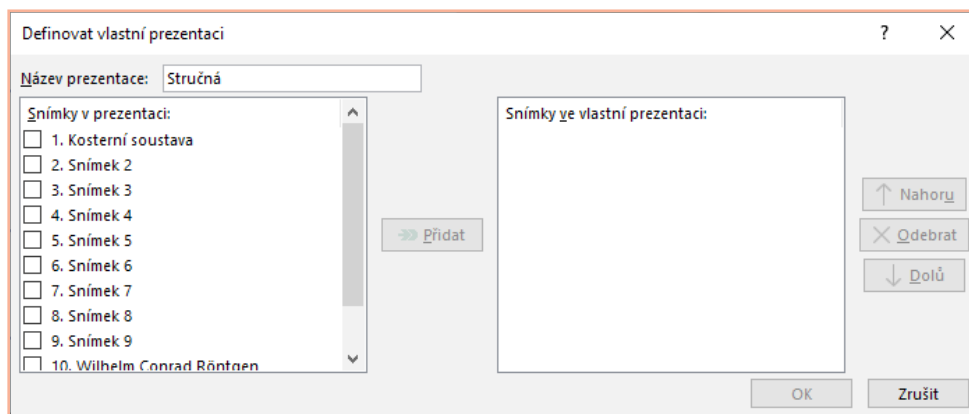 Definovat vlastní prezentaci
?
Název prezentace: Stručná
Snímky v prezentaci:
1. Kosterní soustava
2. Snímek 2
3. Snímek 3
4. Snímek 4
5. Snímek 5
6. Snímek 6
7. Snímek 7
8. Snímek 8
9. Snímek 9
10. Wilhelm Conrad Röntgen
Přidat
Snímky ve vlastní prezentaci:
Nahoru
Odebrat
Dolů
OK
Zrušit